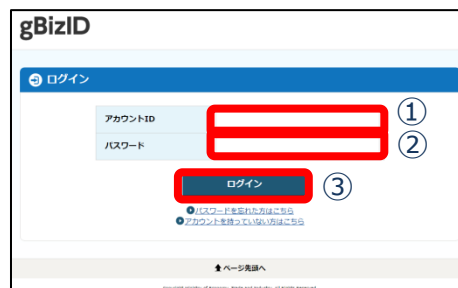 gBizID
ログイン
アカウントID ①
パスワード ②
ログイン ③
パスワードを忘れた方はこちら
アカウントを持っていない方はこちら
ページ先頭へ